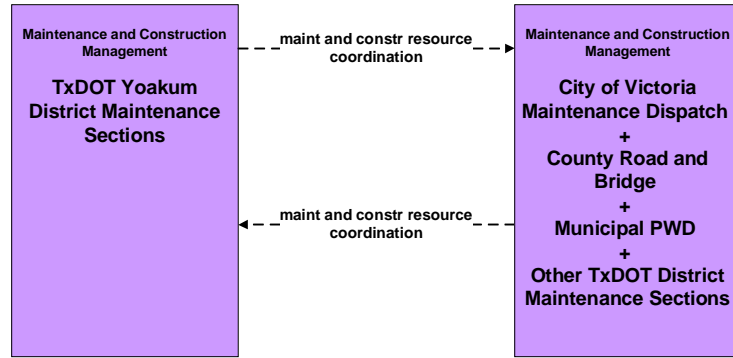 Maintenance and Construction
Management
TxDOT Yoakum
District Maintenance
Sections
maint and constr resource
coordination
maint and constr resource
coordination
Maintenance and Construction
Management
City of Victoria
Maintenance Dispatch
+
County Road and
Bridge
+
Municipal PWD
+
Other TxDOT District
Maintenance Sections